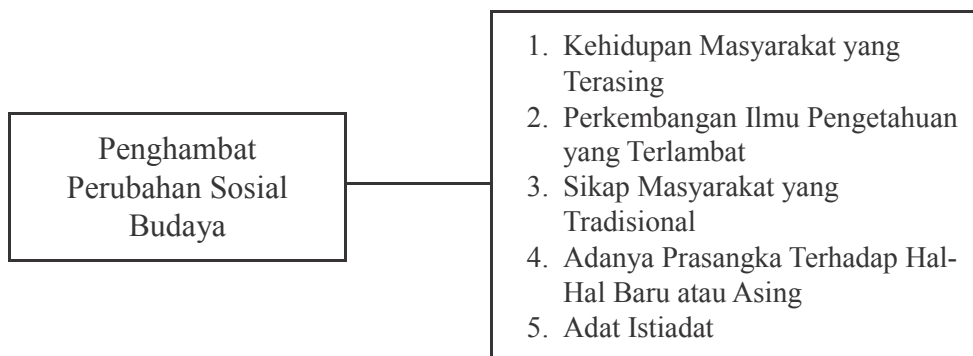 Penghambat
Perubahan Sosial
Budaya
1. Kehidupan Masyarakat yang
Terasing
2. Perkembangan Ilmu Pengetahuan
yang Terlambat
3. Sikap Masyarakat yang
Tradisional
4. Adanya Prasangka Terhadap Hal-
Hal Baru atau Asing
5. Adat Istiadat